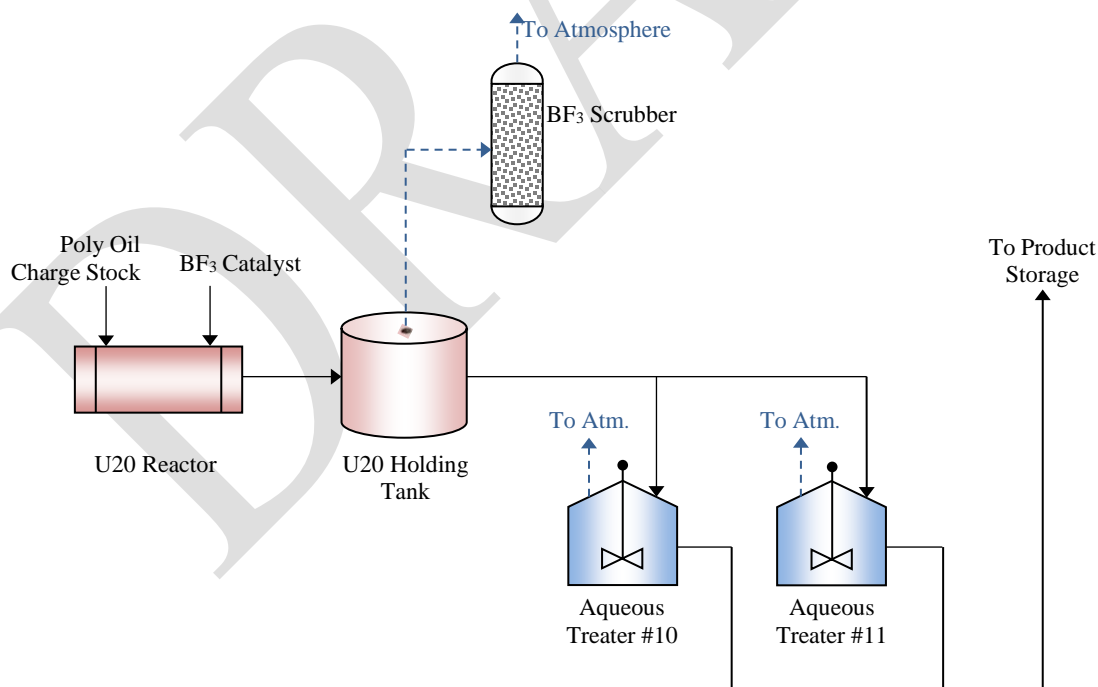 To Atmosphere
BF₃ Scrubber
Poly Oil
Charge Stock
BF₃ Catalyst
To Product
Storage
To Atm.
To Atm.
U20 Reactor
U20 Holding
Tank
Aqueous
Treater #10
Aqueous
Treater #11
DRA